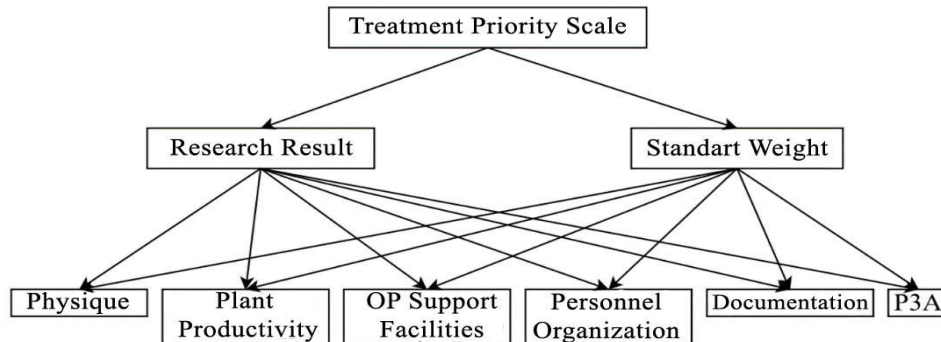 Treatment Priority Scale
Research Result
Standart Weight
Physique
Plant
Productivity
OP Support
Facilities
Personnel
Organization
Documentation
P3A